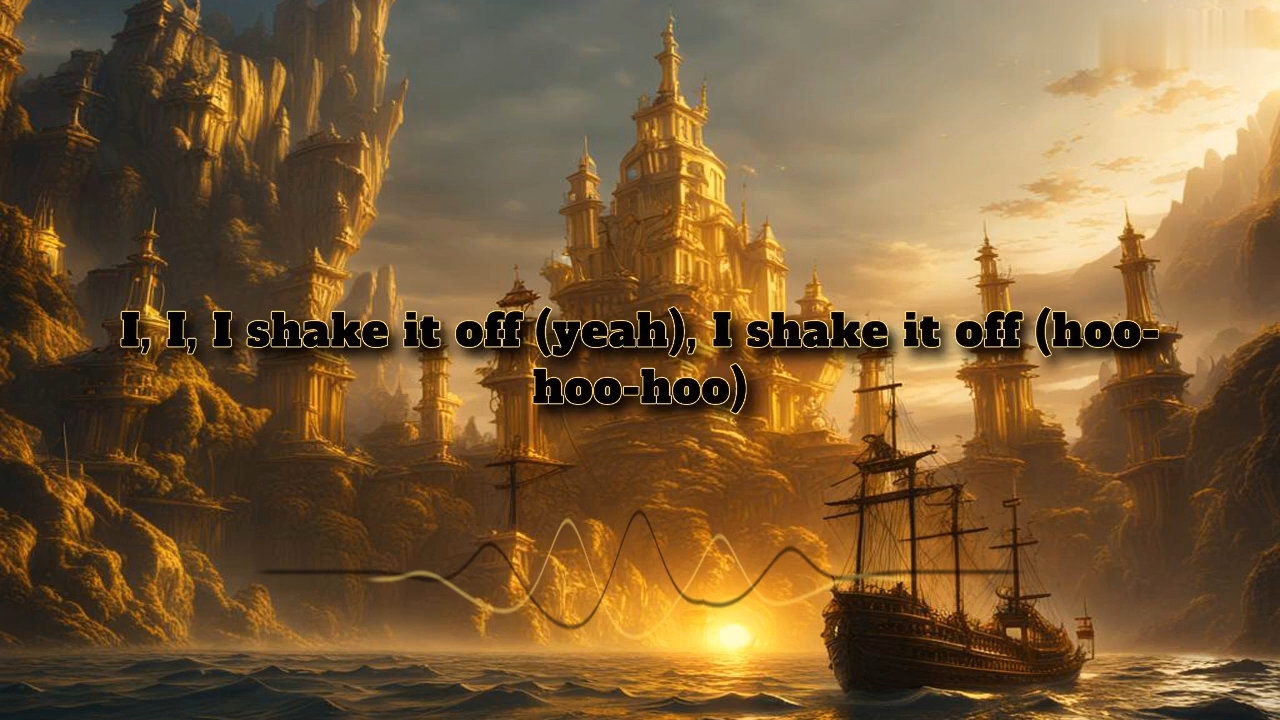 I, I, I shake it off (yeah), I shake it off (hoo-
hoo-hoo)